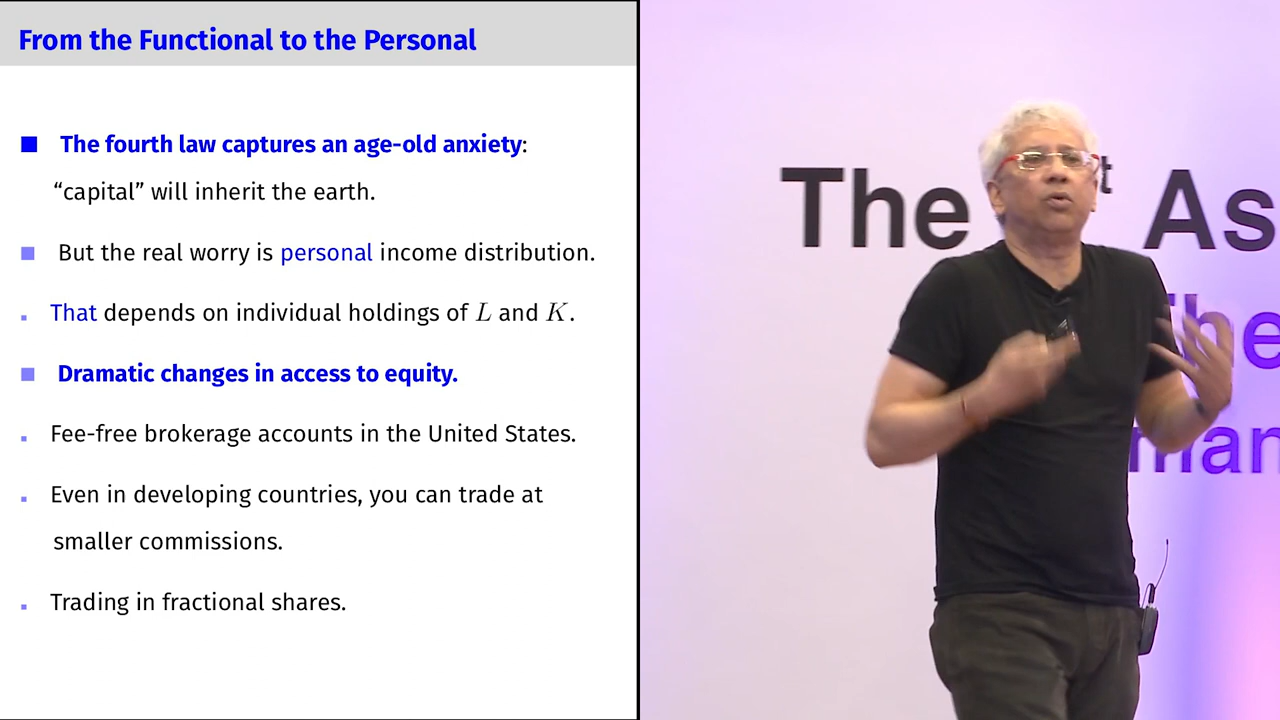 From the Functional to the Personal
The fourth law captures an age-old anxiety:
“capital” will inherit the earth.
But the real worry is personal income distribution.
That depends on individual holdings of L and K.
Dramatic changes in access to equity.
Fee-free brokerage accounts in the United States.
Even in developing countries, you can trade at
smaller commissions.
Trading in fractional shares.
The t As
he
man